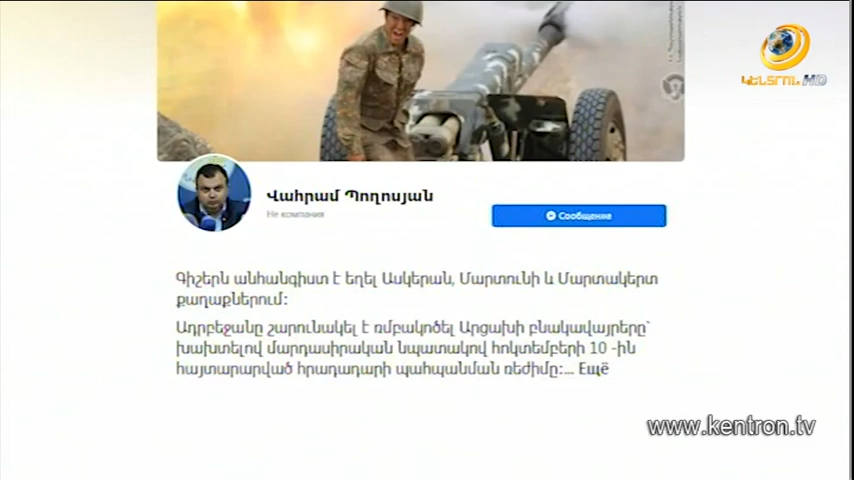 ԿԵՆՏՐՈՆ HD
Վահրամ Պողոսյան
Не компания
Сообщение
Գիշերն անհանգիստ է եղել Ասկերան, Մարտունի և Մարտակերտ
քաղաքներում:
Ադրբեջանը շարունակել է ռմբակոծել Արցախի բնակավայրերը՝
խախտելով մարդասիրական նպատակով հոկտեմբերի 10 -ին
հայտարարված հրադադարի պահպանման ռեժիմը:... Ещё
www.kentron.tv